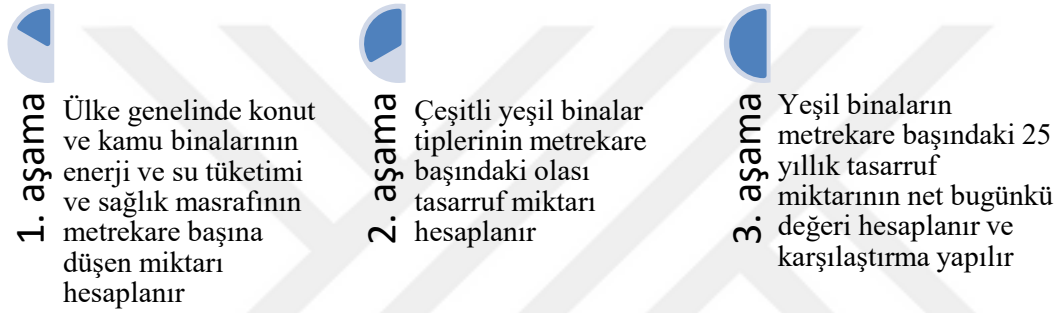 1. aşama
Ülke genelinde konut
ve kamu binalarının
enerji ve su tüketimi
ve sağlık masrafının
metrekare başına
düşen miktarı
hesaplanır
2. aşama
Çeşitli yeşil binalar
tiplerinin metrekare
başındaki olası
tasarruf miktarı
hesaplanır
3. aşama
Yeşil binaların
metrekare başındaki 25
yıllık tasarruf
miktarının net bugünkü
değeri hesaplanır ve
karşılaştırma yapılır